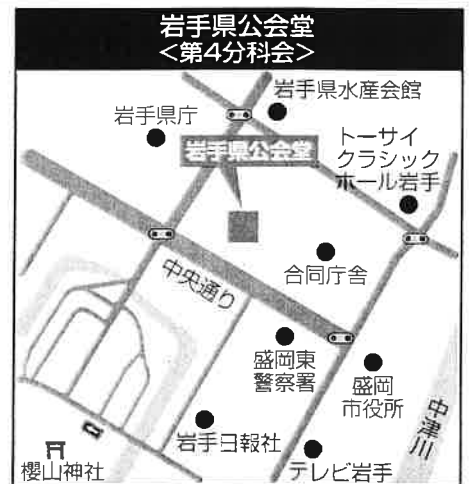 岩手県公会堂
<第4分科会>
岩手県水産会館
岩手県庁
トーサイ
クラシック
ホール岩手
岩手県公会堂
合同庁舎
中央通り
盛岡東
警察署
盛岡
市役所
中津川
岩手日報社
櫻山神社
テレビ岩手